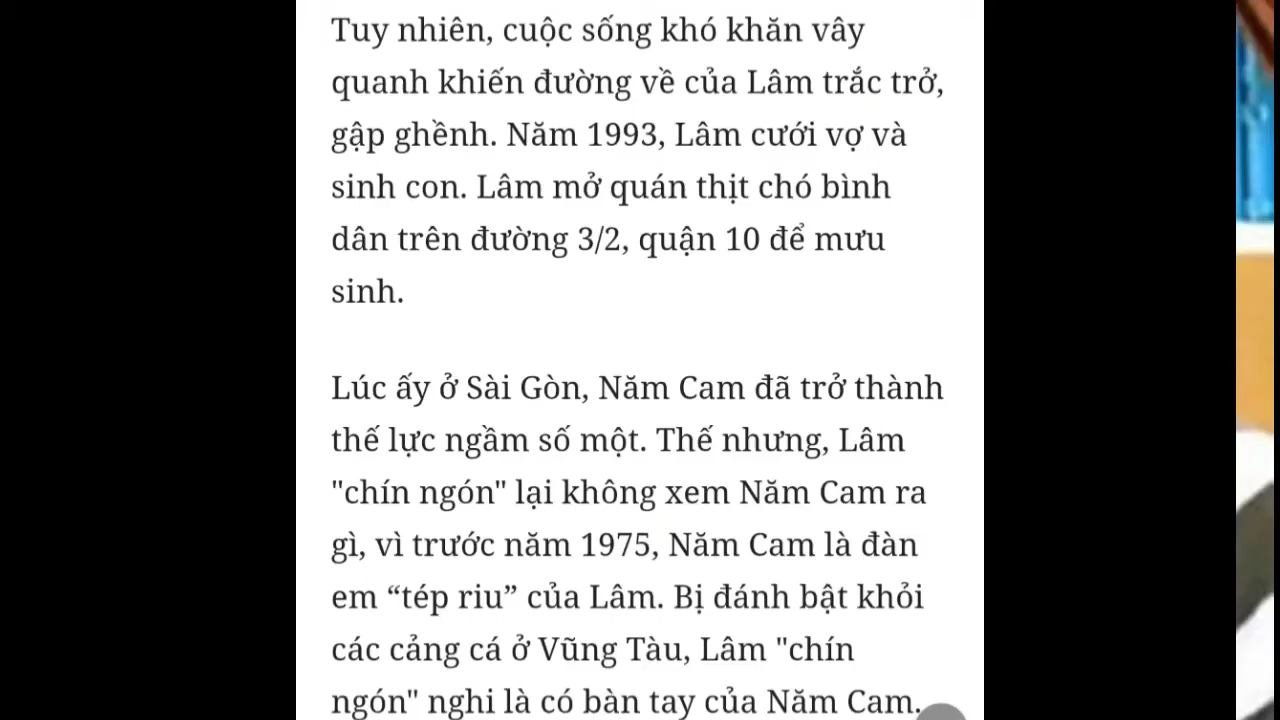 Tuy nhiên, cuộc sống khó khăn vây
quanh khiến đường về của Lâm trắc trở,
gập ghềnh. Năm 1993, Lâm cưới vợ và
sinh con. Lâm mở quán thịt chó bình
dân trên đường 3/2, quận 10 để mưu
sinh.
Lúc ấy ở Sài Gòn, Năm Cam đã trở thành
thế lực ngầm số một. Thế nhưng, Lâm
"chín ngón" lại không xem Năm Cam ra
gì, vì trước năm 1975, Năm Cam là đàn
em “tép riu” của Lâm. Bị đánh bật khỏi
các cảng cá ở Vũng Tàu, Lâm "chín
ngón" nghi là có bàn tay của Năm Cam.